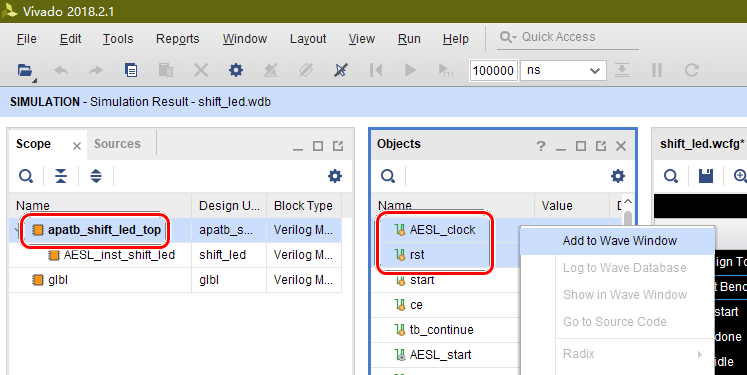 Vivado 2018.2.1
File Edit Tools Reports Window Layout View Run Help Quick Access
100000 ns
SIMULATION - Simulation Result - shift_led.wdb
Scope Sources
Name Design U... Block Type
apatb_shift_led_top apatb_s... Verilog M...
AESL_inst_shift_led shift_led Verilog M...
glbl glbl Verilog M...
Objects
Name Value D
AESL_clock
rst
start
ce
tb_continue
AESL_start
Add to Wave Window
Log to Wave Database
Show in Wave Window
Go to Source Code
Radix
shift_led.wcfg*
sign To
t Benc
start
done
idle